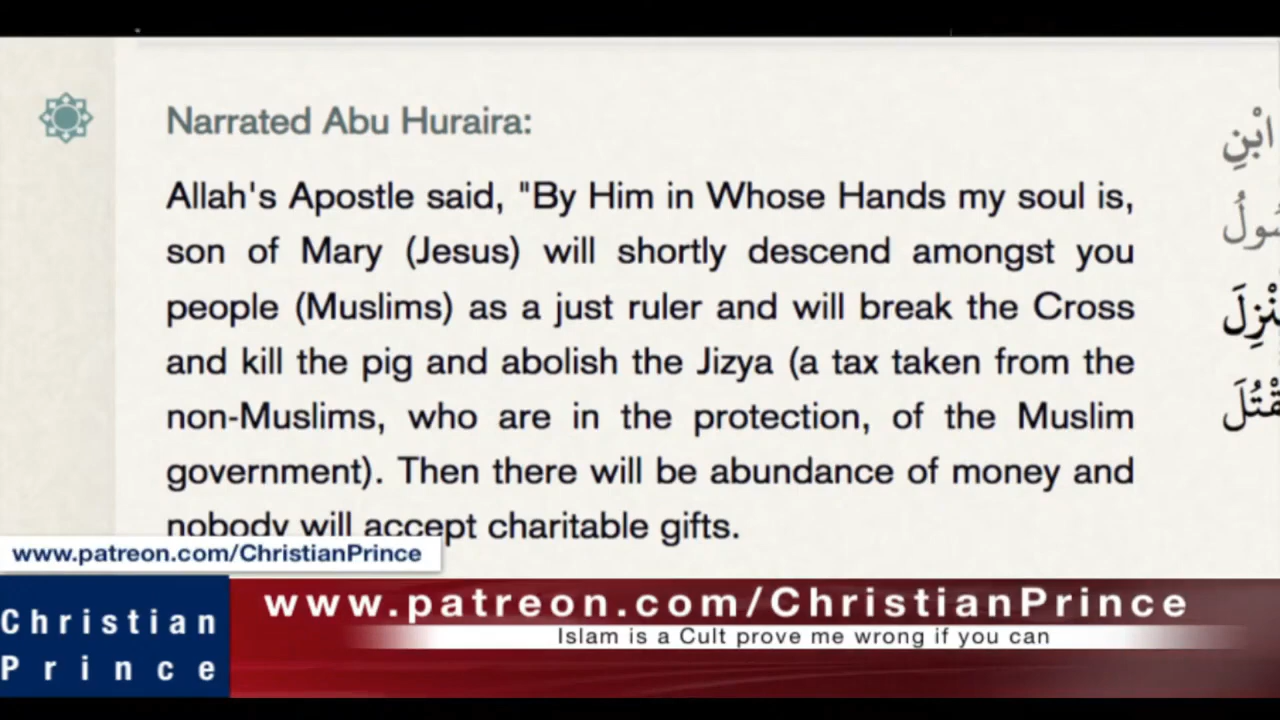 Narrated Abu Huraira:
Allah's Apostle said, "By Him in Whose Hands my soul is,
son of Mary (Jesus) will shortly descend amongst you
people (Muslims) as a just ruler and will break the Cross
and kill the pig and abolish the Jizya (a tax taken from the
non-Muslims, who are in the protection, of the Muslim
government). Then there will be abundance of money and
nobody will accept charitable gifts.
ابْنِ
www.patreon.com/ChristianPrince
Christian
Prince
www.patreon.com/ChristianPrince
Islam is a Cult prove me wrong if you can